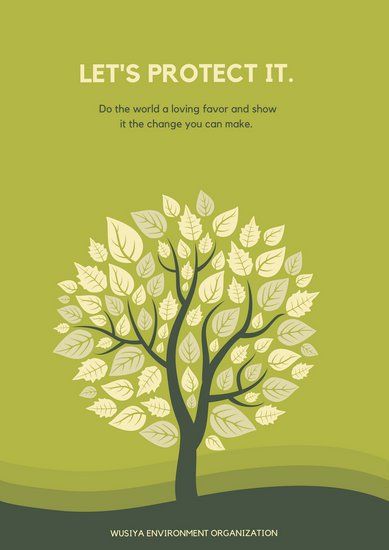 LET'S PROTECT IT.
Do the world a loving favor and show
it the change you can make.
WUSIYA ENVIRONMENT ORGANIZATION